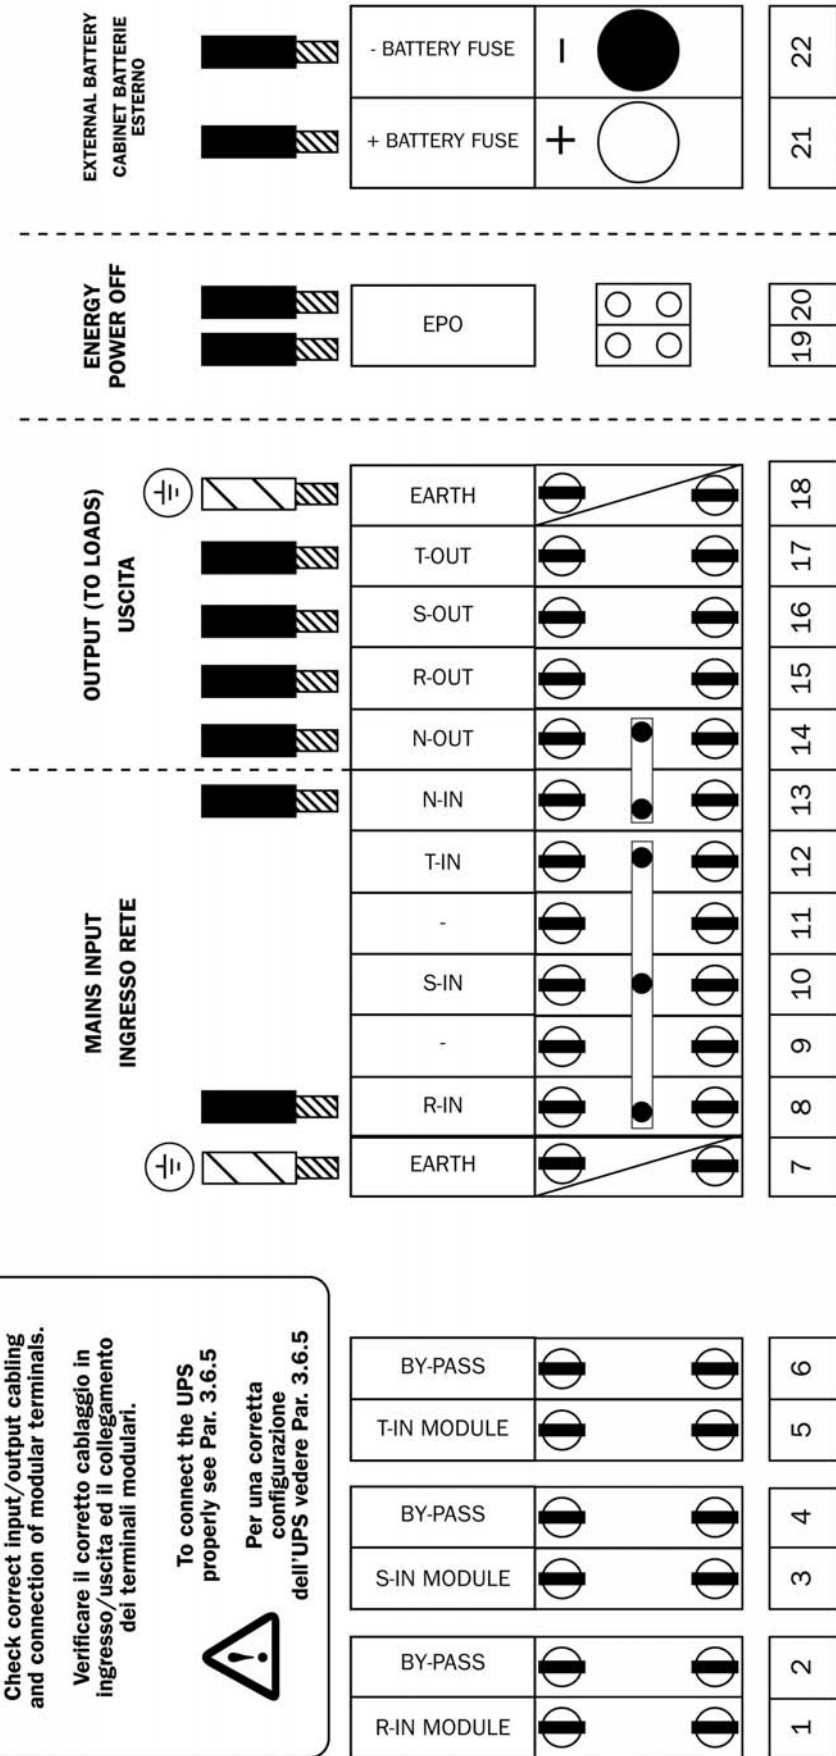 EXTERNAL BATTERY
CABINET BATTERIE
ESTERNO
- BATTERY FUSE
−
22
+ BATTERY FUSE
+
21
ENERGY
POWER OFF
EPO
20
19
OUTPUT (TO LOADS)
USCITA
EARTH
18
T-OUT
17
S-OUT
16
R-OUT
15
N-OUT
14
MAINS INPUT
INGRESSO RETE
N-IN
13
T-IN
12
-
11
S-IN
10
-
9
R-IN
8
EARTH
7
Check correct input/output cabling
and connection of modular terminals.
Verificare il corretto cablaggio in
ingresso/uscita ed il collegamento
dei terminali modulari.
To connect the UPS
properly see Par. 3.6.5
Per una corretta
configurazione
dell'UPS vedere Par. 3.6.5
!
BY-PASS
6
T-IN MODULE
5
BY-PASS
4
S-IN MODULE
3
BY-PASS
2
R-IN MODULE
1